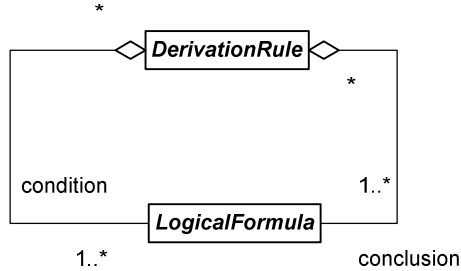 *
DerivationRule
*
condition
1..*
LogicalFormula
1..*
conclusion